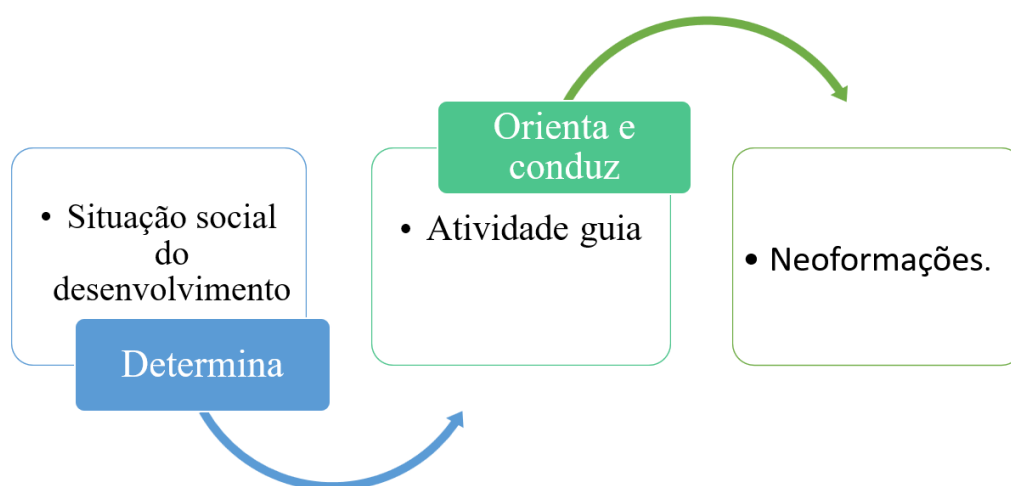 • Situação social
do
desenvolvimento
Determina
Orienta e
conduz
• Atividade guia
• Neoformações.